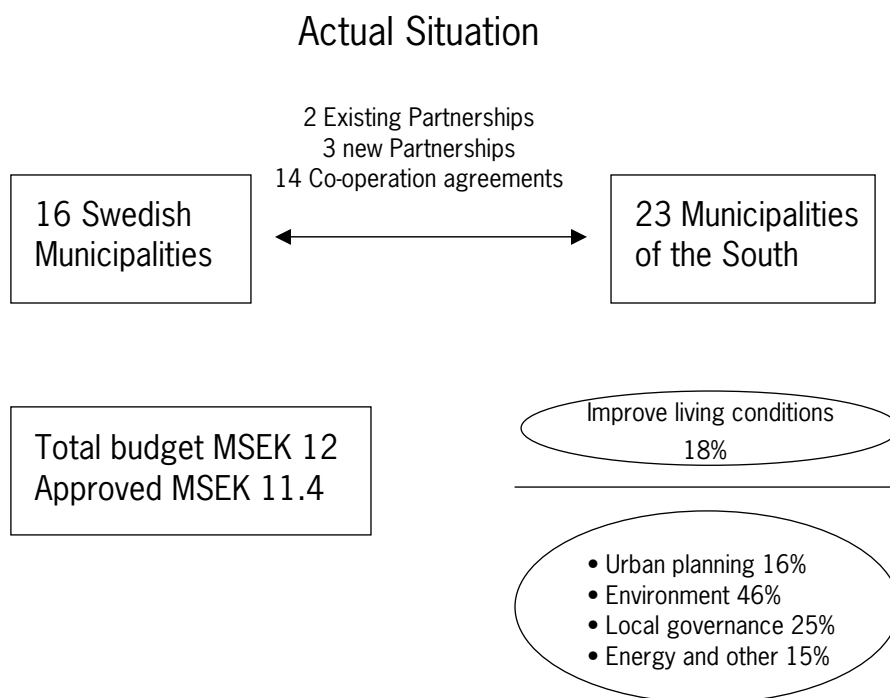 Actual Situation
2 Existing Partnerships
3 new Partnerships
14 Co-operation agreements
16 Swedish
Municipalities
23 Municipalities
of the South
Total budget MSEK 12
Approved MSEK 11.4
Improve living conditions
18%
• Urban planning 16%
• Environment 46%
• Local governance 25%
• Energy and other 15%